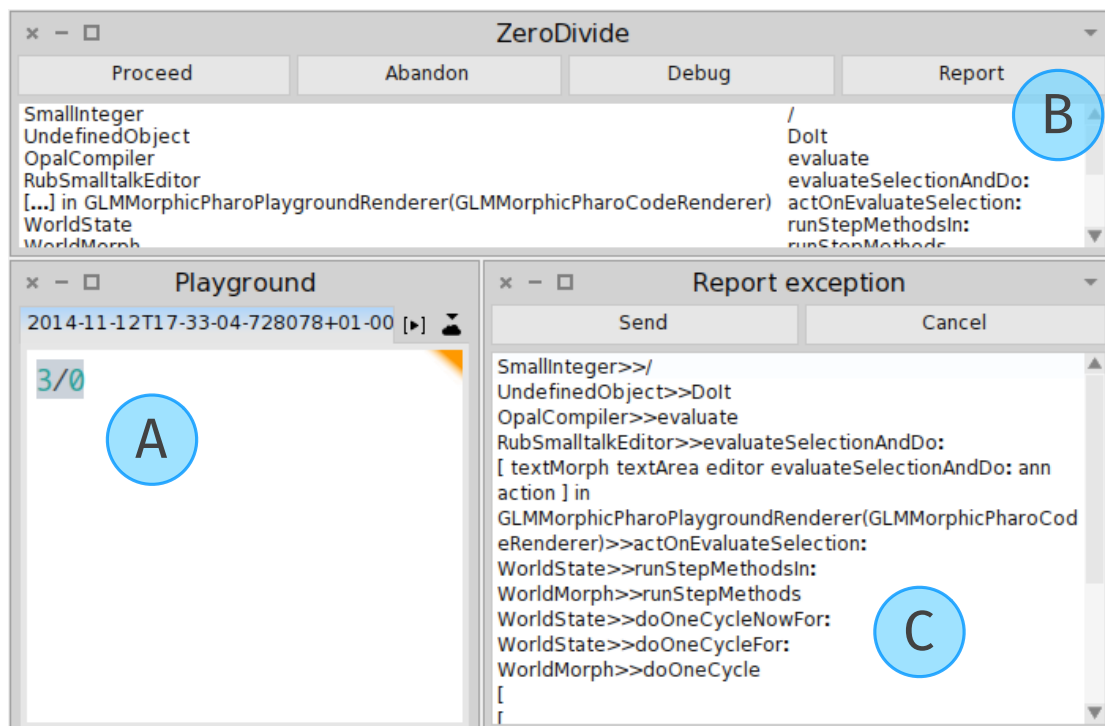 ZeroDivide
Proceed Abandon Debug Report
B
SmallInteger /
UndefinedObject DoIt
OpalCompiler evaluate
RubSmalltalkEditor evaluateSelectionAndDo:
[...] in GLMMorphicPharoPlaygroundRenderer(GLMMorphicPharoCodeRenderer) actOnEvaluateSelection:
WorldState runStepMethodsIn:
WorldMorph runStepMethods
Playground
2014-11-12T17-33-04-728078+01-00
3/0
A
Report exception
Send Cancel
SmallInteger>>/
UndefinedObject>>DoIt
OpalCompiler>>evaluate
RubSmalltalkEditor>>evaluateSelectionAndDo:
[ textMorph textArea editor evaluateSelectionAndDo: ann
action ] in
GLMMorphicPharoPlaygroundRenderer(GLMMorphicPharoCod
eRenderer)>>actOnEvaluateSelection:
WorldState>>runStepMethodsIn:
WorldMorph>>runStepMethods
WorldState>>doOneCycleNowFor:
WorldState>>doOneCycleFor:
WorldMorph>>doOneCycle
[
[
C